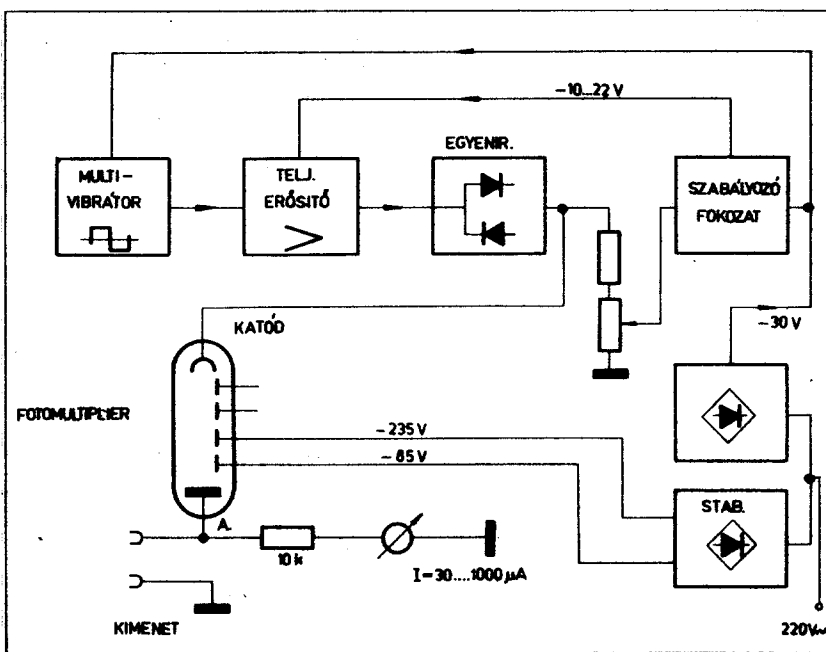 -10...22 V
EGYENIR.
MULTI-
VIBRÁTOR
TELJ.
ERŐSITŐ
SZABÁLYOZÓ
FOKOZAT
-30 V
KATÓD
FOTOMULTIPLIER
-235 V
-85 V
STAB.
A.
10 k
I=30....1000 µA
KIMENET
220V~